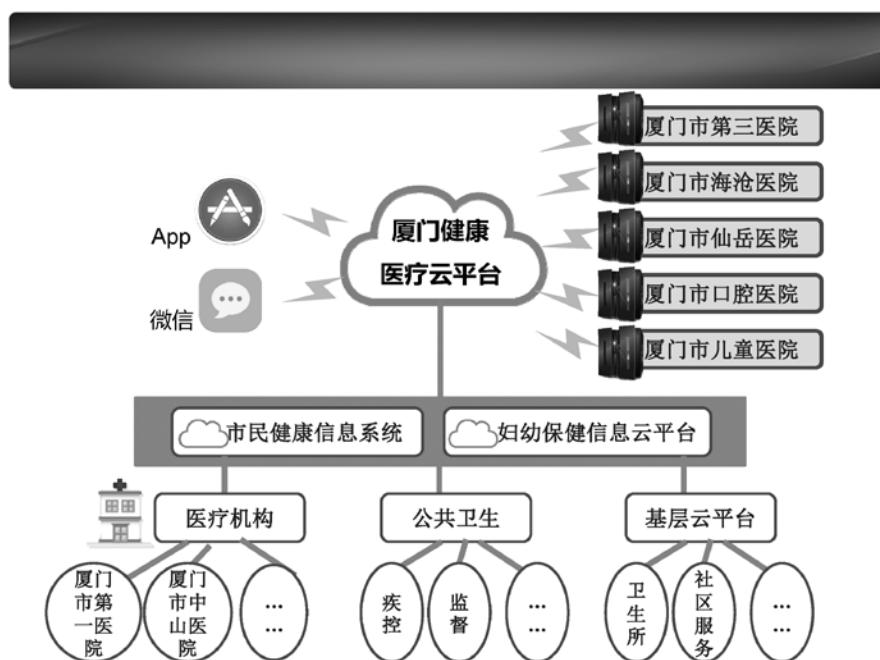 厦门市第三医院
厦门市海沧医院
厦门市仙岳医院
厦门市口腔医院
厦门市儿童医院
App
微信
厦门健康
医疗云平台
市民健康信息系统
妇幼保健信息云平台
医疗机构
公共卫生
基层云平台
厦门
市第
一医
院
厦门
市中
山医
院
……
……
疾
控
监
督
……
……
卫
生
所
社
区
服
务
……
……